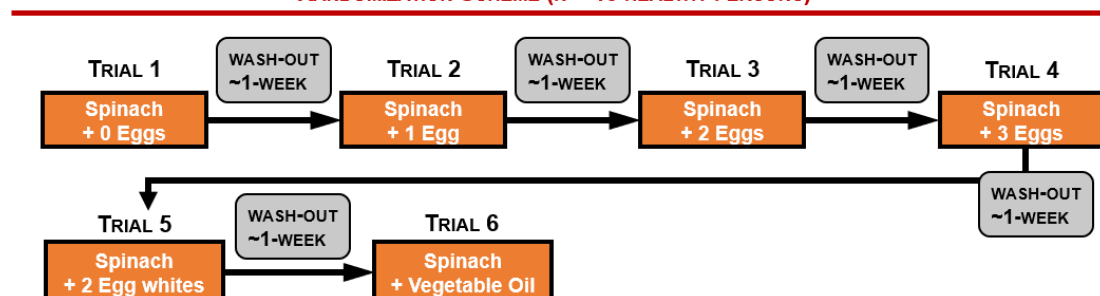 TRIAL 1
WASH-OUT
~1-WEEK
TRIAL 2
WASH-OUT
~1-WEEK
TRIAL 3
WASH-OUT
~1-WEEK
TRIAL 4
Spinach
+ 0 Eggs
Spinach
+ 1 Egg
Spinach
+ 2 Eggs
Spinach
+ 3 Eggs
WASH-OUT
~1-WEEK
TRIAL 5
WASH-OUT
~1-WEEK
TRIAL 6
Spinach
+ 2 Egg whites
Spinach
+ Vegetable Oil